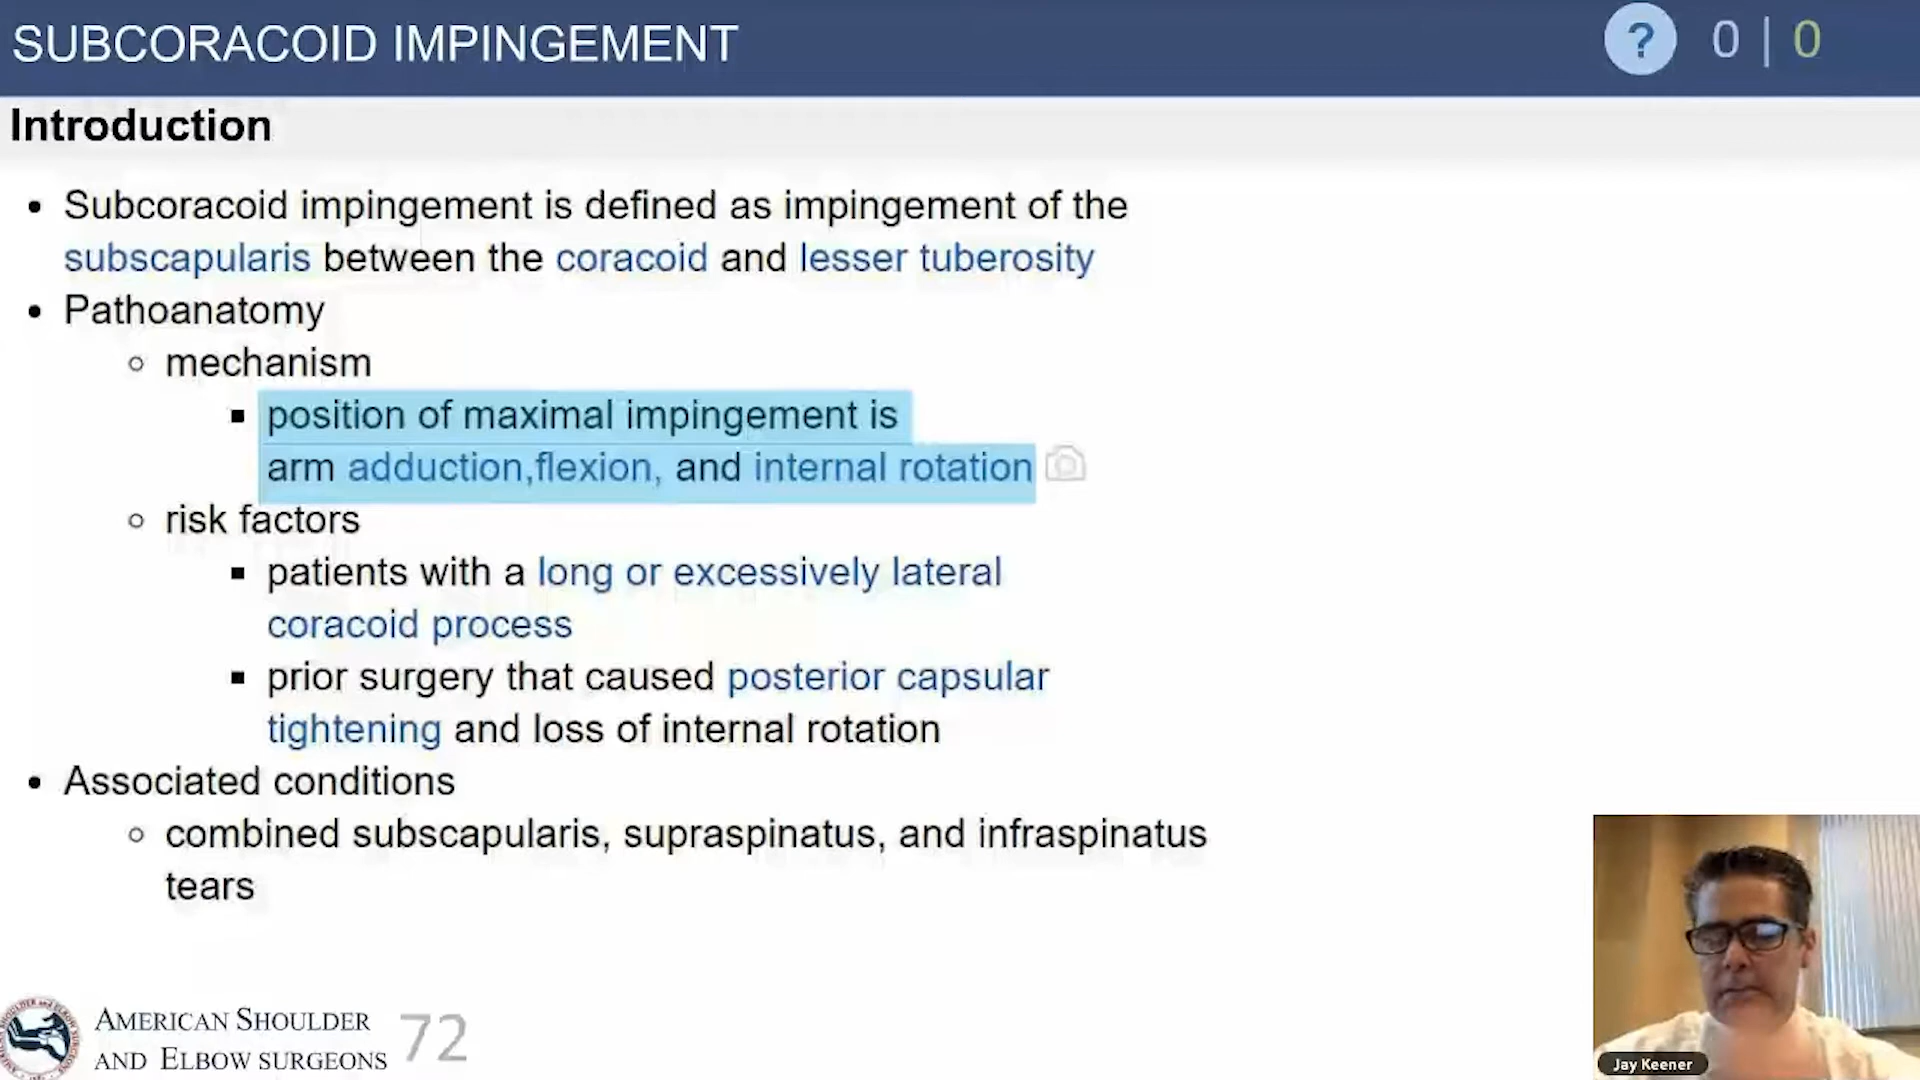 SUBCORACOID IMPINGEMENT
? 0 | 0
Introduction
Subcoracoid impingement is defined as impingement of the
subscapularis between the coracoid and lesser tuberosity
Pathoanatomy
mechanism
position of maximal impingement is
arm adduction,flexion, and internal rotation
risk factors
patients with a long or excessively lateral
coracoid process
prior surgery that caused posterior capsular
tightening and loss of internal rotation
Associated conditions
combined subscapularis, supraspinatus, and infraspinatus
tears
AMERICAN SHOULDER
AND ELBOW SURGEONS
72
Jay Keener